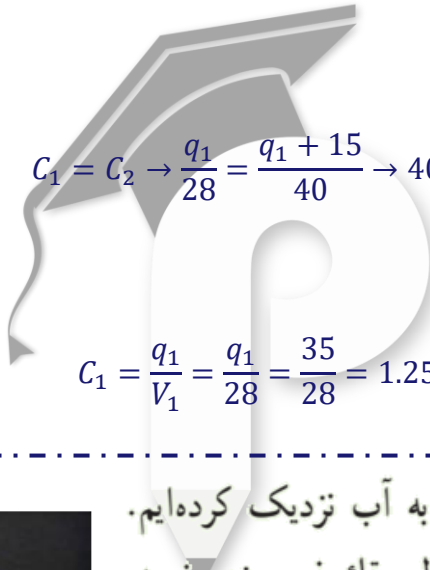 C₁ = C₂ → q₁/28 = (q₁ + 15)/40 →
C₁ = q₁/V₁ = q₁/28 = 35/28 = 1.25
به آب نزدیک کرده‌ایم.